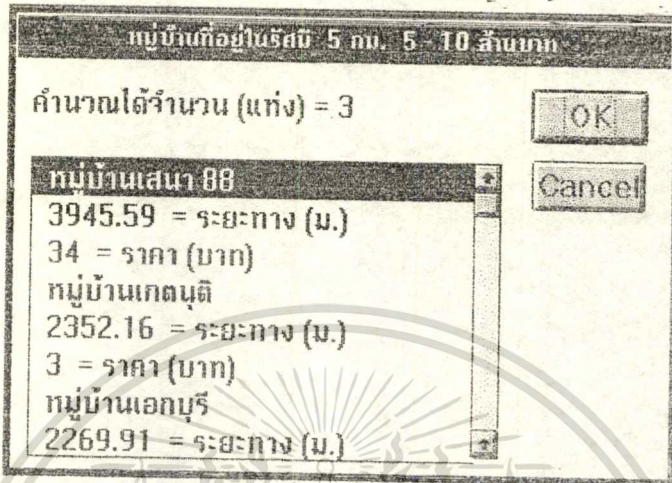 หมู่บ้านที่อยู่ในรัศมี 5 กม. 5 - 10 ล้านบาท
คำนวณได้จำนวน (แท่ง) = 3
OK
Cancel
หมู่บ้านเสนา 88
3945.59 = ระยะทาง (ม.)
34 = ราคา (บาท)
หมู่บ้านเกตนุติ
2352.16 = ระยะทาง (ม.)
3 = ราคา (บาท)
หมู่บ้านเอกบุรี
2269.91 = ระยะทาง (ม.)